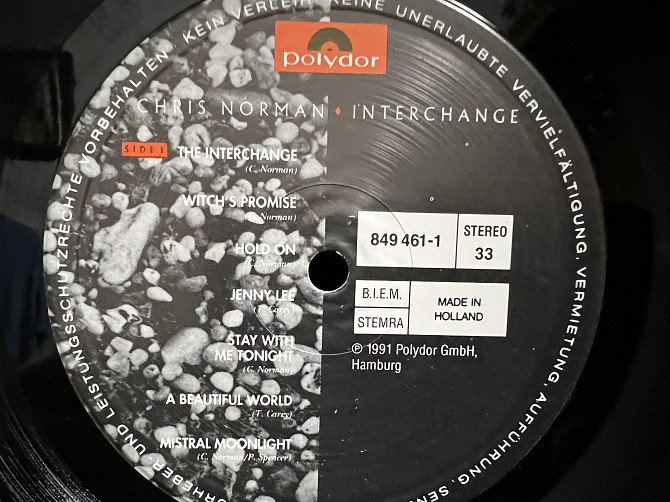 polydor
CHRIS NORMAN ♦ INTERCHANGE
SIDE 1
THE INTERCHANGE
(C. Norman)
WITCH'S PROMISE
(C. Norman)
HOLD ON
(C. Norman)
JENNY LEE
(T. Carey)
STAY WITH
ME TONIGHT
(C. Norman)
A BEAUTIFUL WORLD
(T. Carey)
MISTRAL MOONLIGHT
(C. Norman/P. Spencer)
849 461-1
STEREO
33
B.I.E.M.
STEMRA
MADE IN
HOLLAND
℗ 1991 Polydor GmbH,
Hamburg
UND LEISTUNGSSCHUTZRECHTE VORBEHALTEN · KEIN VERLEIH · KEINE UNERLAUBTE VERVIELFÄLTIGUNG, VERMIETUNG, AUFFÜHRUNG,